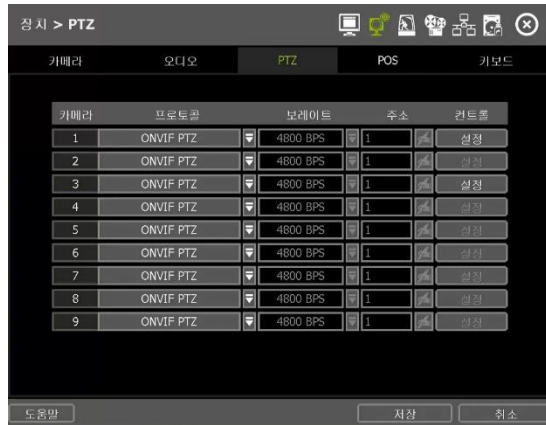 장치 > PTZ
카메라 오디오 PTZ POS 키보드
카메라 프로토콜 보레이트 주소 컨트롤
1 ONVIF PTZ 4800 BPS 1 설정
2 ONVIF PTZ 4800 BPS 1 설정
3 ONVIF PTZ 4800 BPS 1 설정
4 ONVIF PTZ 4800 BPS 1 설정
5 ONVIF PTZ 4800 BPS 1 설정
6 ONVIF PTZ 4800 BPS 1 설정
7 ONVIF PTZ 4800 BPS 1 설정
8 ONVIF PTZ 4800 BPS 1 설정
9 ONVIF PTZ 4800 BPS 1 설정
도움말 저장 취소